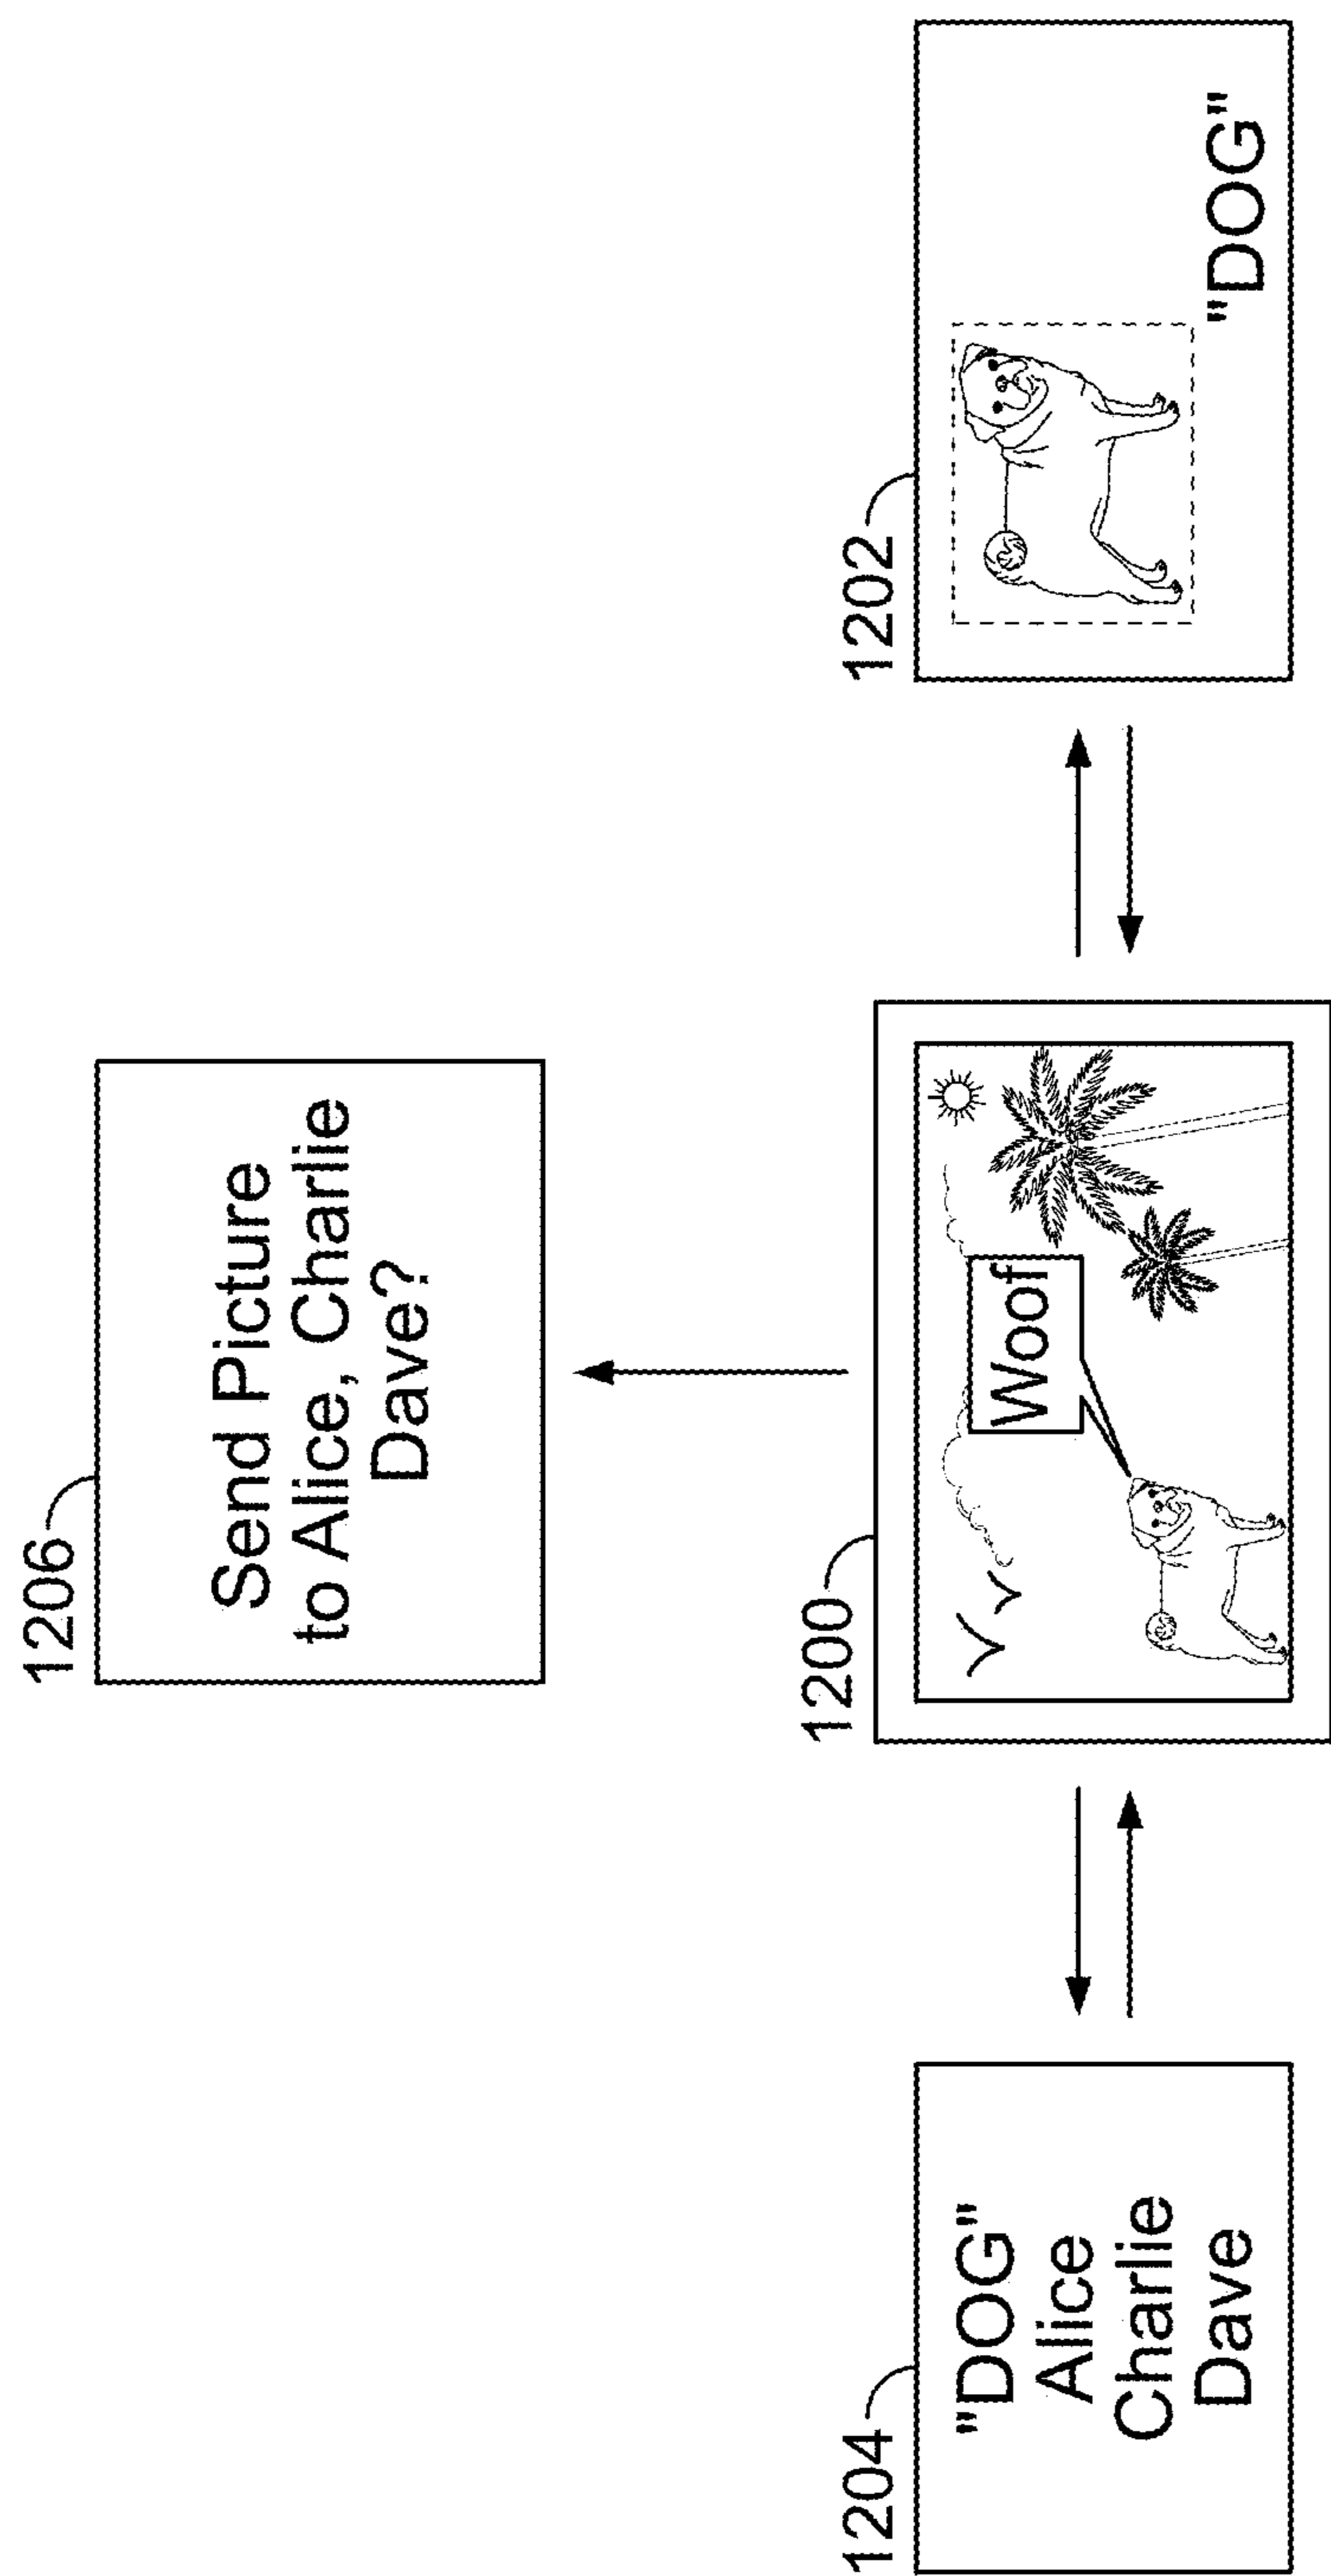 1206
Send Picture
to Alice, Charlie
Dave?
1204
"DOG"
Alice
Charlie
Dave
1200
Woof
1202
"DOG"